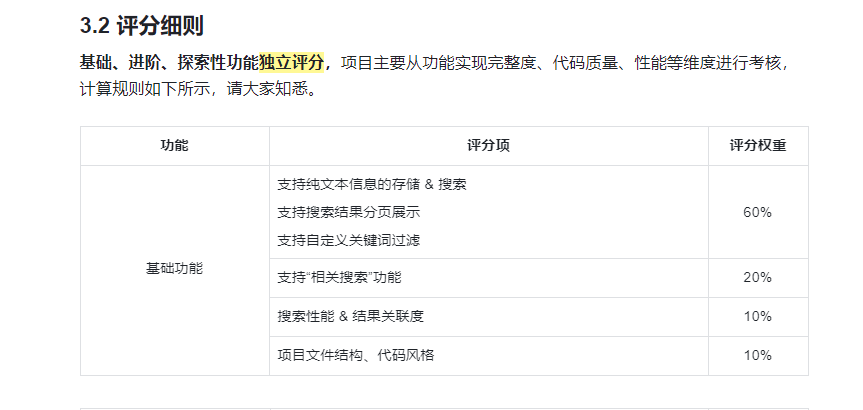 3.2 评分细则
基础、进阶、探索性功能独立评分，项目主要从功能实现完整度、代码质量、性能等维度进行考核，
计算规则如下所示，请大家知悉。
功能 评分项 评分权重
支持纯文本信息的存储 & 搜索
支持搜索结果分页展示 60%
支持自定义关键词过滤
基础功能
支持“相关搜索”功能 20%
搜索性能 & 结果关联度 10%
项目文件结构、代码风格 10%